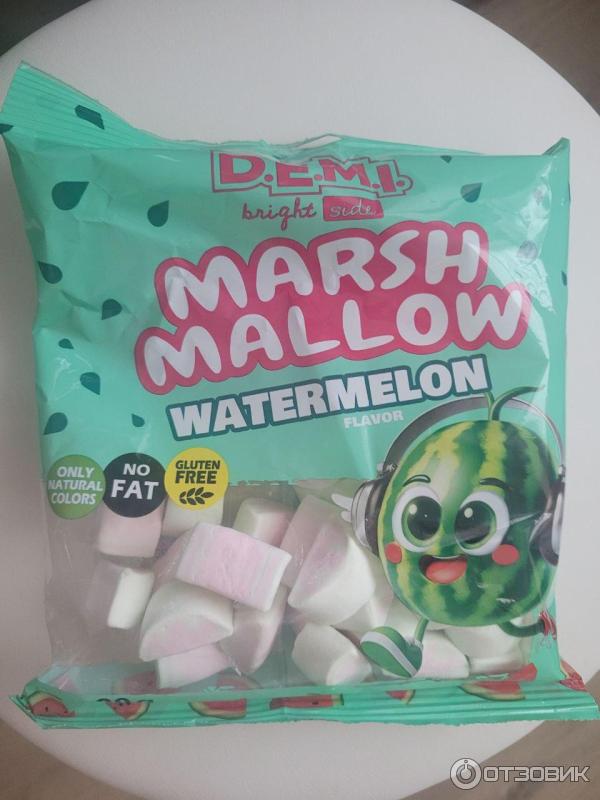 D.E.M.I.
bright side
MARSH
MALLOW
WATERMELON
FLAVOR
ONLY
NATURAL
COLORS
NO
FAT
GLUTEN
FREE
ОТЗОВИК